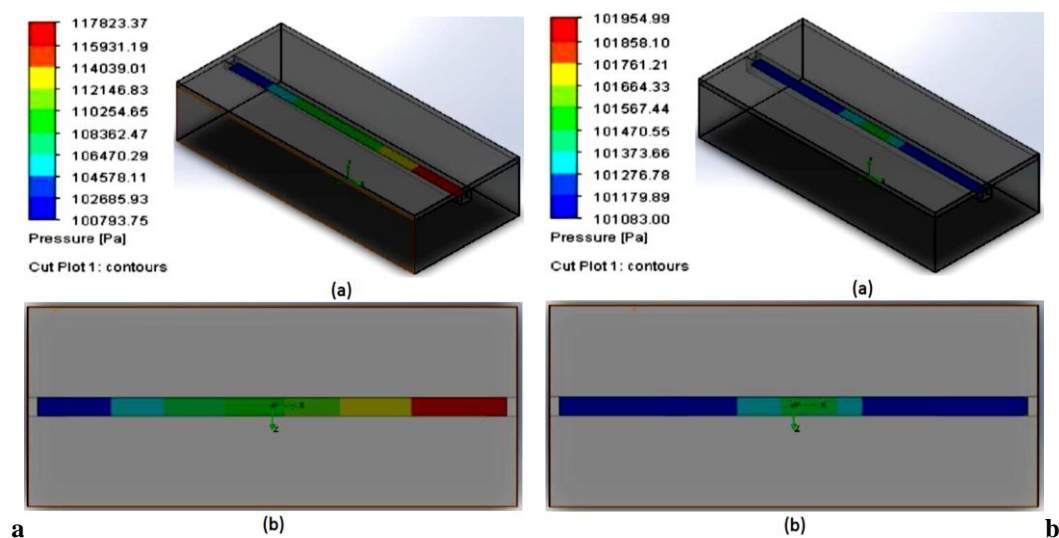 117823.37
115931.19
114039.01
112146.83
110254.65
108362.47
106470.29
104578.11
102685.93
100793.75
Pressure [Pa]
Cut Plot 1: contours
(a)
101954.99
101858.10
101761.21
101664.33
101567.44
101470.55
101373.66
101276.78
101179.89
101083.00
Pressure [Pa]
Cut Plot 1: contours
(a)
X
Z
(b)
X
Z
(b)
a
b